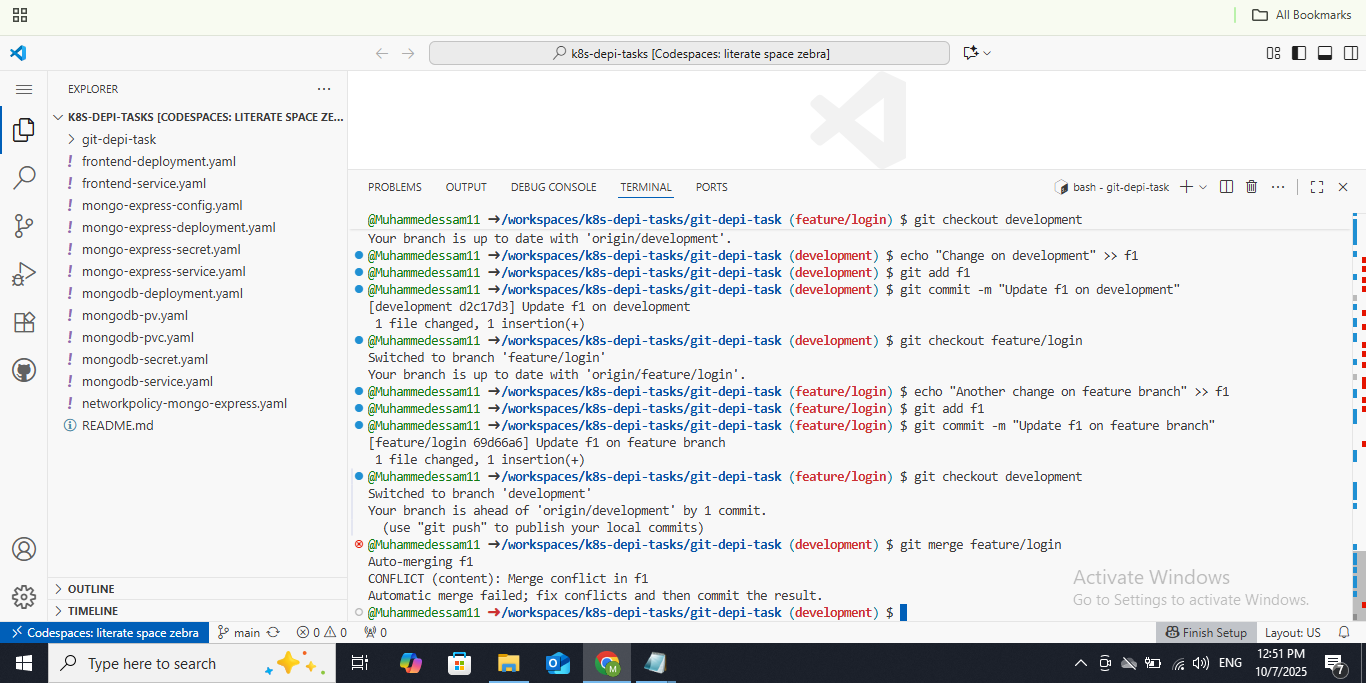 All Bookmarks
k8s-depi-tasks [Codespaces: literate space zebra]
EXPLORER
K8S-DEPI-TASKS [CODESPACES: LITERATE SPACE ZE...
git-depi-task
! frontend-deployment.yaml
! frontend-service.yaml
! mongo-express-config.yaml
! mongo-express-deployment.yaml
! mongo-express-secret.yaml
! mongo-express-service.yaml
! mongodb-deployment.yaml
! mongodb-pv.yaml
! mongodb-pvc.yaml
! mongodb-secret.yaml
! mongodb-service.yaml
! networkpolicy-mongo-express.yaml
README.md
OUTLINE
TIMELINE
PROBLEMS OUTPUT DEBUG CONSOLE TERMINAL PORTS
bash - git-depi-task
@Muhammedessam11 ➜/workspaces/k8s-depi-tasks/git-depi-task (feature/login) $ git checkout development
Your branch is up to date with 'origin/development'.
@Muhammedessam11 ➜/workspaces/k8s-depi-tasks/git-depi-task (development) $ echo "Change on development" >> f1
@Muhammedessam11 ➜/workspaces/k8s-depi-tasks/git-depi-task (development) $ git add f1
@Muhammedessam11 ➜/workspaces/k8s-depi-tasks/git-depi-task (development) $ git commit -m "Update f1 on development"
[development d2c17d3] Update f1 on development
1 file changed, 1 insertion(+)
@Muhammedessam11 ➜/workspaces/k8s-depi-tasks/git-depi-task (development) $ git checkout feature/login
Switched to branch 'feature/login'
Your branch is up to date with 'origin/feature/login'.
@Muhammedessam11 ➜/workspaces/k8s-depi-tasks/git-depi-task (feature/login) $ echo "Another change on feature branch" >> f1
@Muhammedessam11 ➜/workspaces/k8s-depi-tasks/git-depi-task (feature/login) $ git add f1
@Muhammedessam11 ➜/workspaces/k8s-depi-tasks/git-depi-task (feature/login) $ git commit -m "Update f1 on feature branch"
[feature/login 69d66a6] Update f1 on feature branch
1 file changed, 1 insertion(+)
@Muhammedessam11 ➜/workspaces/k8s-depi-tasks/git-depi-task (feature/login) $ git checkout development
Switched to branch 'development'
Your branch is ahead of 'origin/development' by 1 commit.
(use "git push" to publish your local commits)
@Muhammedessam11 ➜/workspaces/k8s-depi-tasks/git-depi-task (development) $ git merge feature/login
Auto-merging f1
CONFLICT (content): Merge conflict in f1
Automatic merge failed; fix conflicts and then commit the result.
@Muhammedessam11 ➜/workspaces/k8s-depi-tasks/git-depi-task (development) $
Activate Windows
Go to Settings to activate Windows.
Codespaces: literate space zebra main 0 0 0 Finish Setup Layout: US
Type here to search
ENG
12:51 PM
10/7/2025
7